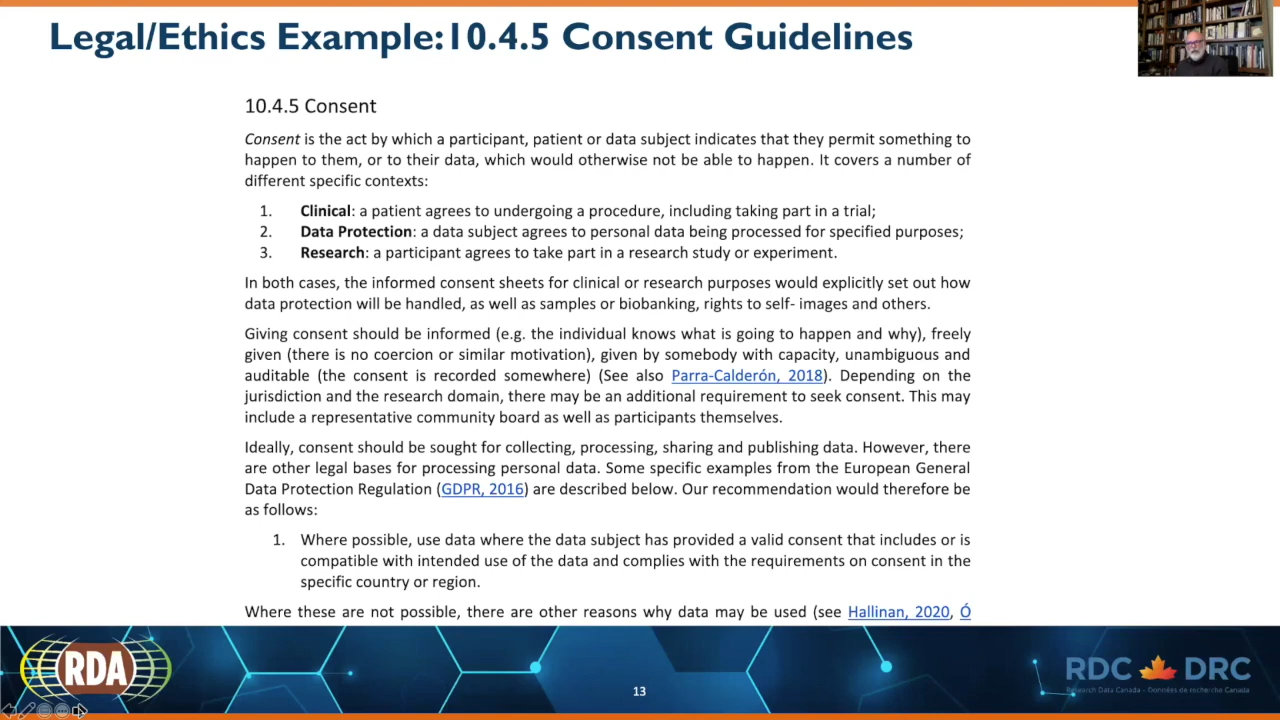 Legal/Ethics Example:10.4.5 Consent Guidelines
10.4.5 Consent
Consent is the act by which a participant, patient or data subject indicates that they permit something to
happen to them, or to their data, which would otherwise not be able to happen. It covers a number of
different specific contexts:
1. Clinical: a patient agrees to undergoing a procedure, including taking part in a trial;
2. Data Protection: a data subject agrees to personal data being processed for specified purposes;
3. Research: a participant agrees to take part in a research study or experiment.
In both cases, the informed consent sheets for clinical or research purposes would explicitly set out how
data protection will be handled, as well as samples or biobanking, rights to self- images and others.
Giving consent should be informed (e.g. the individual knows what is going to happen and why), freely
given (there is no coercion or similar motivation), given by somebody with capacity, unambiguous and
auditable (the consent is recorded somewhere) (See also Parra-Calderón, 2018). Depending on the
jurisdiction and the research domain, there may be an additional requirement to seek consent. This may
include a representative community board as well as participants themselves.
Ideally, consent should be sought for collecting, processing, sharing and publishing data. However, there
are other legal bases for processing personal data. Some specific examples from the European General
Data Protection Regulation (GDPR, 2016) are described below. Our recommendation would therefore be
as follows:
1. Where possible, use data where the data subject has provided a valid consent that includes or is
compatible with intended use of the data and complies with the requirements on consent in the
specific country or region.
Where these are not possible, there are other reasons why data may be used (see Hallinan, 2020, Ó
RDA
13
RDC DRC
Research Data Canada – Données de recherche Canada